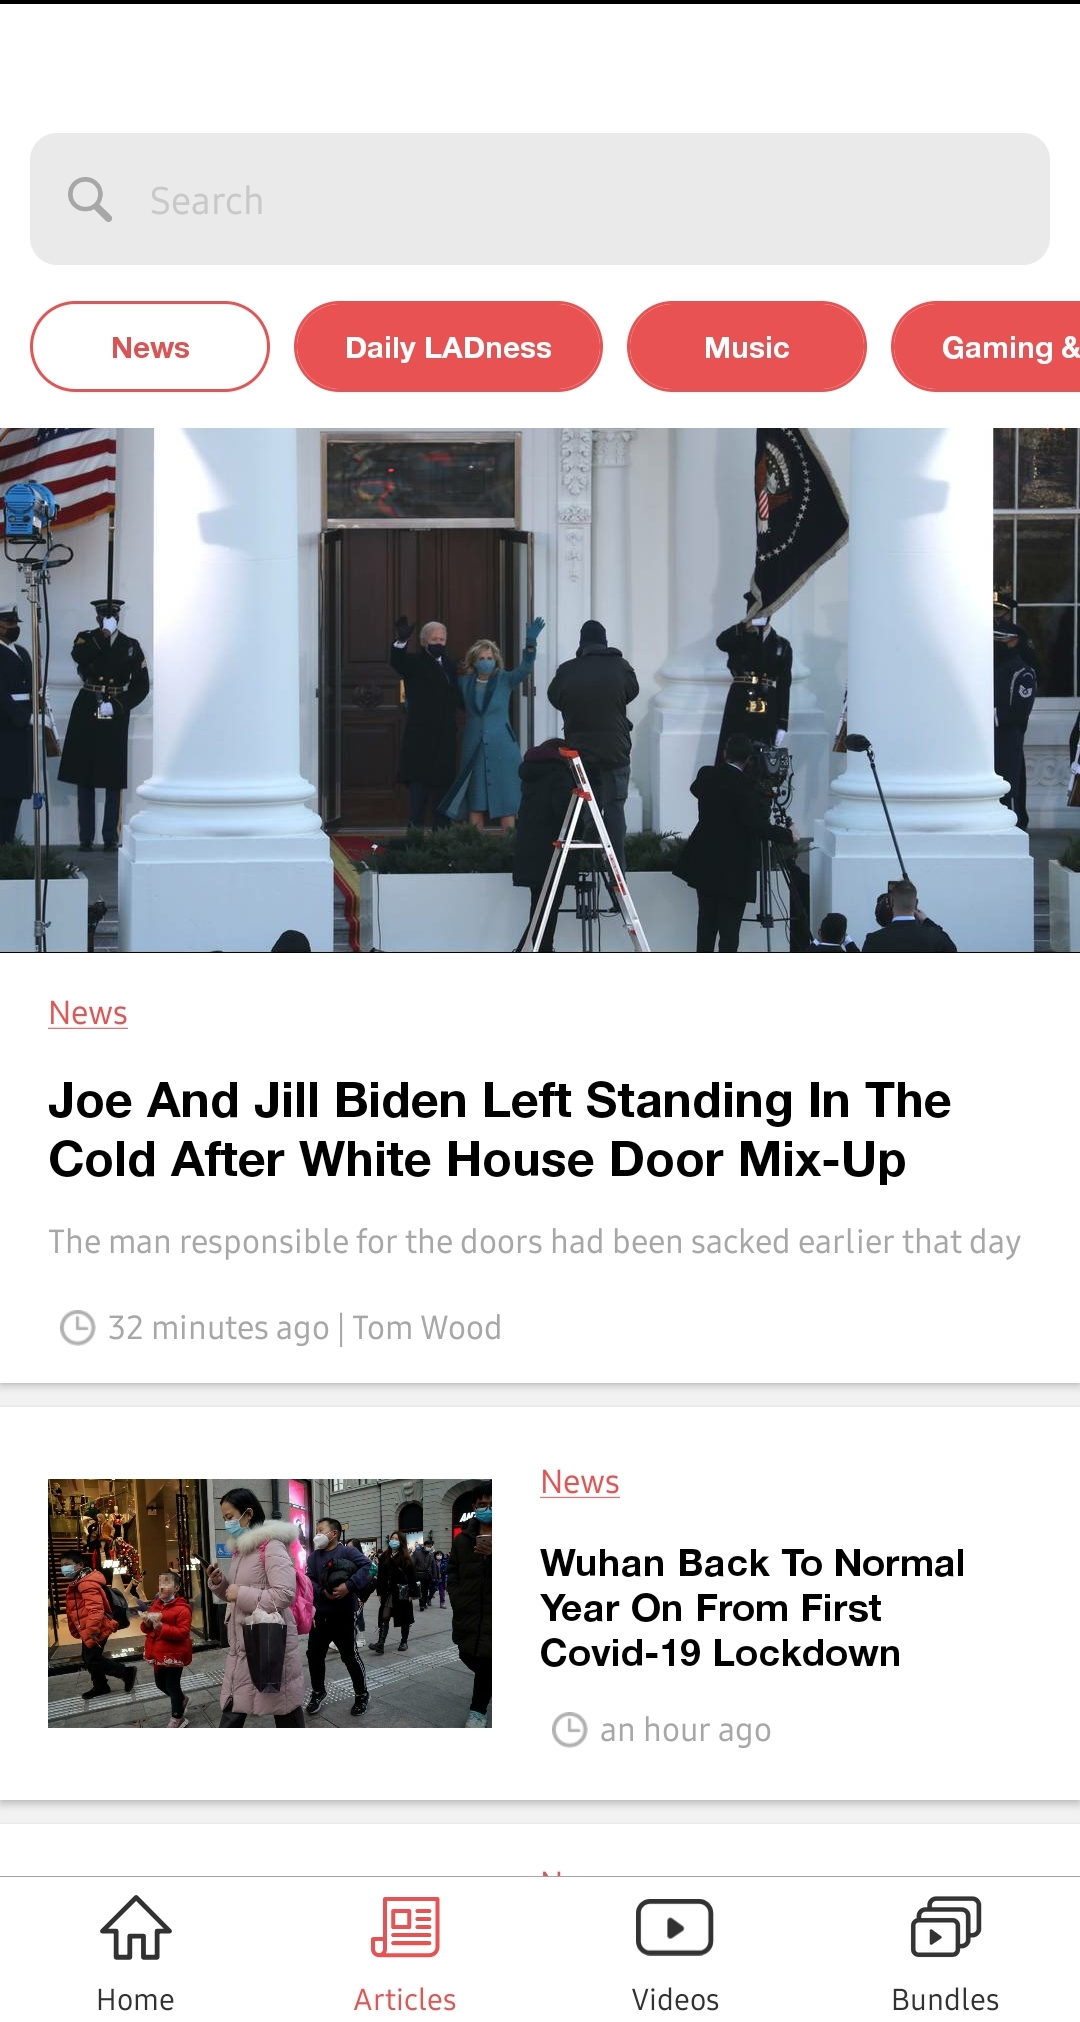 Search
News
Daily LADness
Music
Gaming &
News
Joe And Jill Biden Left Standing In The
Cold After White House Door Mix-Up
The man responsible for the doors had been sacked earlier that day
32 minutes ago | Tom Wood
News
Wuhan Back To Normal
Year On From First
Covid-19 Lockdown
an hour ago
Home
Articles
Videos
Bundles